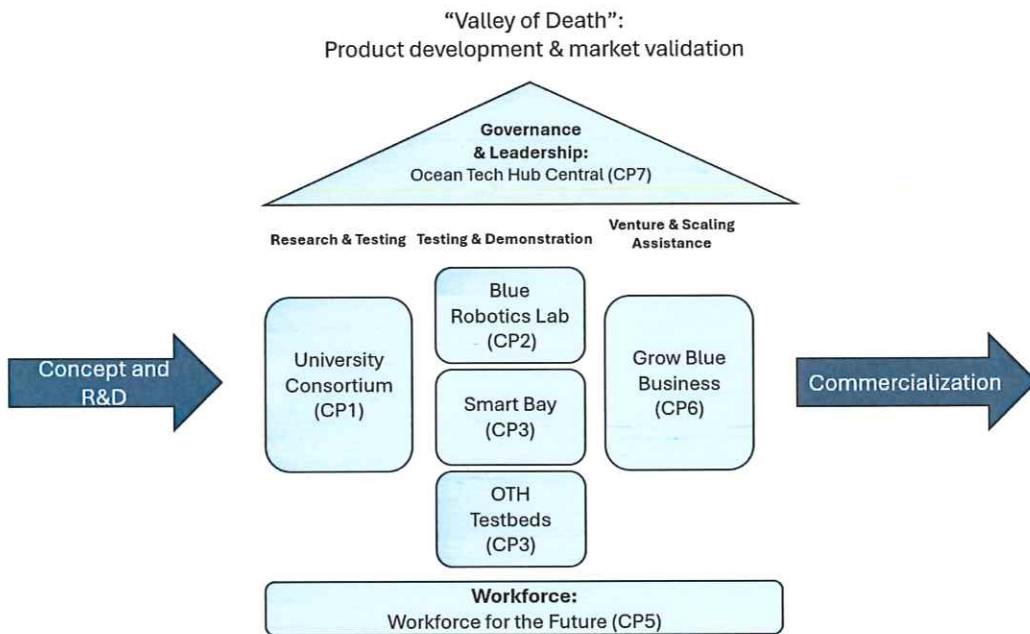 “Valley of Death”:
Product development & market validation
Governance
& Leadership:
Ocean Tech Hub Central (CP7)
Research & Testing
Testing & Demonstration
Venture & Scaling
Assistance
Concept and
R&D
University
Consortium
(CP1)
Blue
Robotics Lab
(CP2)
Smart Bay
(CP3)
OTH
Testbeds
(CP3)
Grow Blue
Business
(CP6)
Commercialization
Workforce:
Workforce for the Future (CP5)